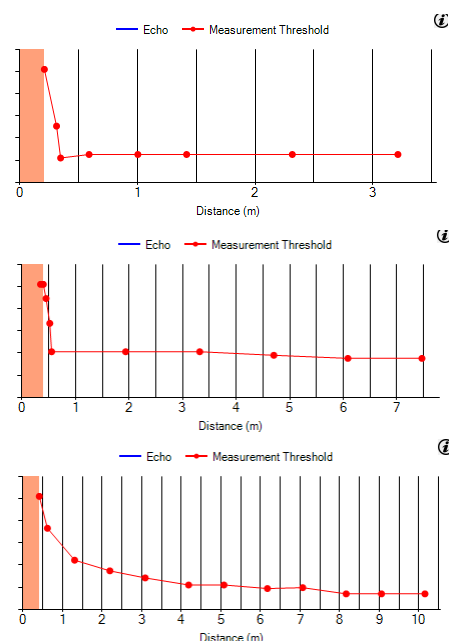 Echo Measurement Threshold
0 1 2 3
Distance (m)
Echo Measurement Threshold
0 1 2 3 4 5 6 7
Distance (m)
Echo Measurement Threshold
0 1 2 3 4 5 6 7 8 9 10
Distance (m)